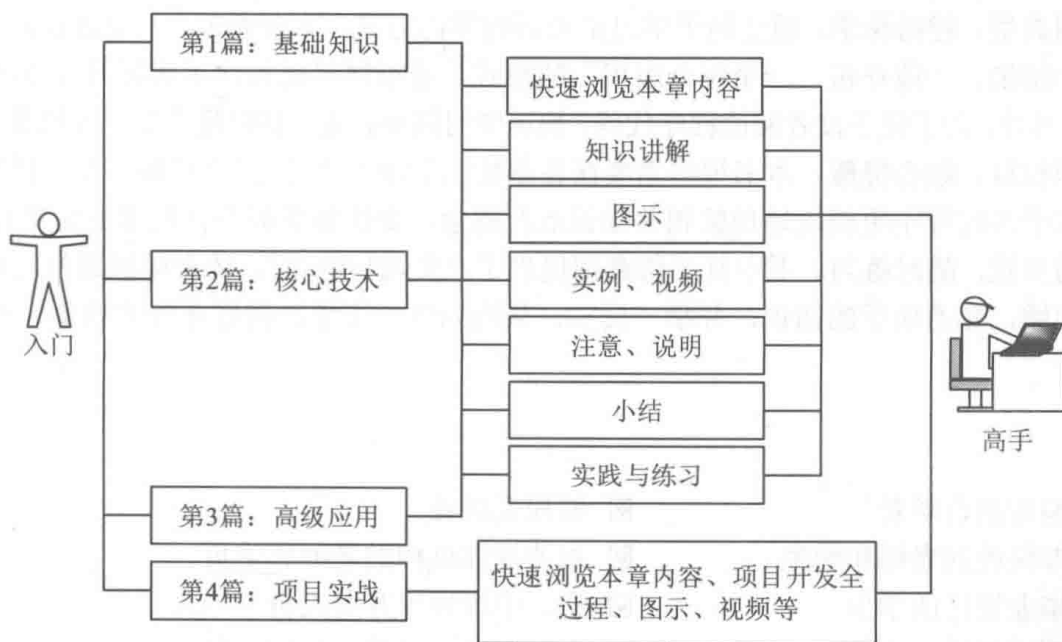 第1篇：基础知识
快速浏览本章内容
知识讲解
图示
第2篇：核心技术
实例、视频
注意、说明
入门
小结
高手
实践与练习
第3篇：高级应用
第4篇：项目实战
快速浏览本章内容、项目开发全
过程、图示、视频等